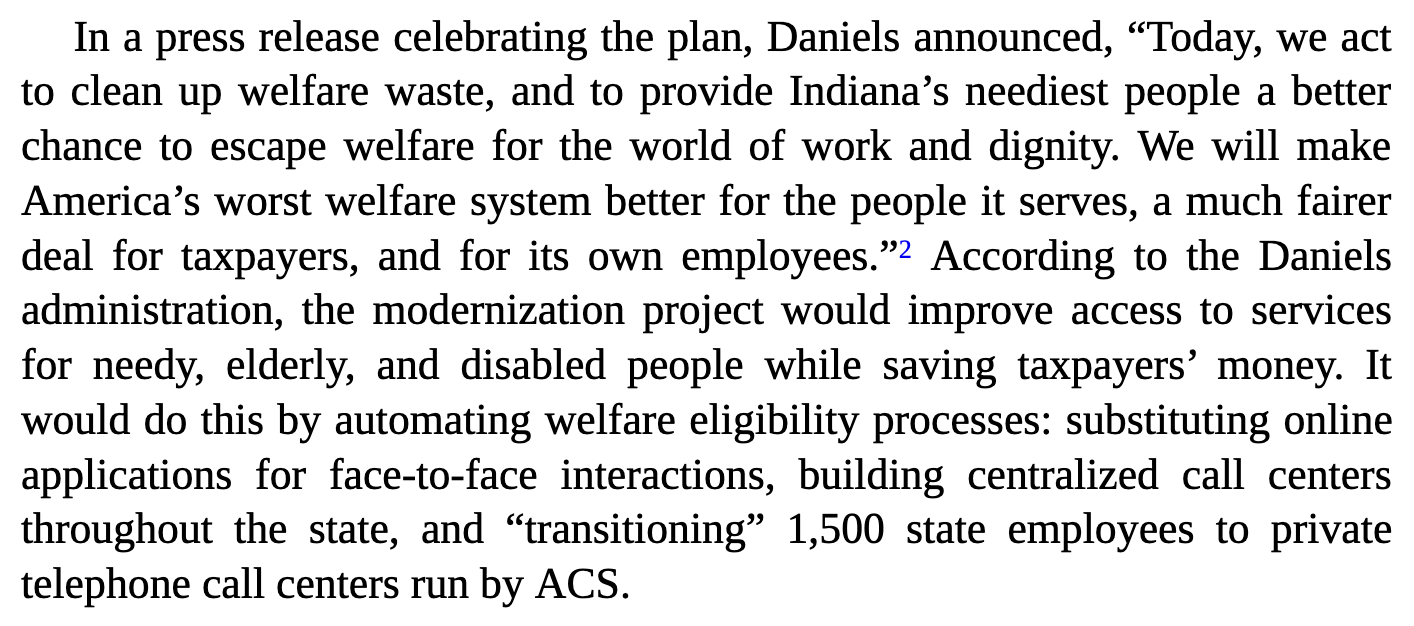 In a press release celebrating the plan, Daniels announced, “Today, we act
to clean up welfare waste, and to provide Indiana’s neediest people a better
chance to escape welfare for the world of work and dignity. We will make
America’s worst welfare system better for the people it serves, a much fairer
deal for taxpayers, and for its own employees.”2 According to the Daniels
administration, the modernization project would improve access to services
for needy, elderly, and disabled people while saving taxpayers’ money. It
would do this by automating welfare eligibility processes: substituting online
applications for face-to-face interactions, building centralized call centers
throughout the state, and “transitioning” 1,500 state employees to private
telephone call centers run by ACS.